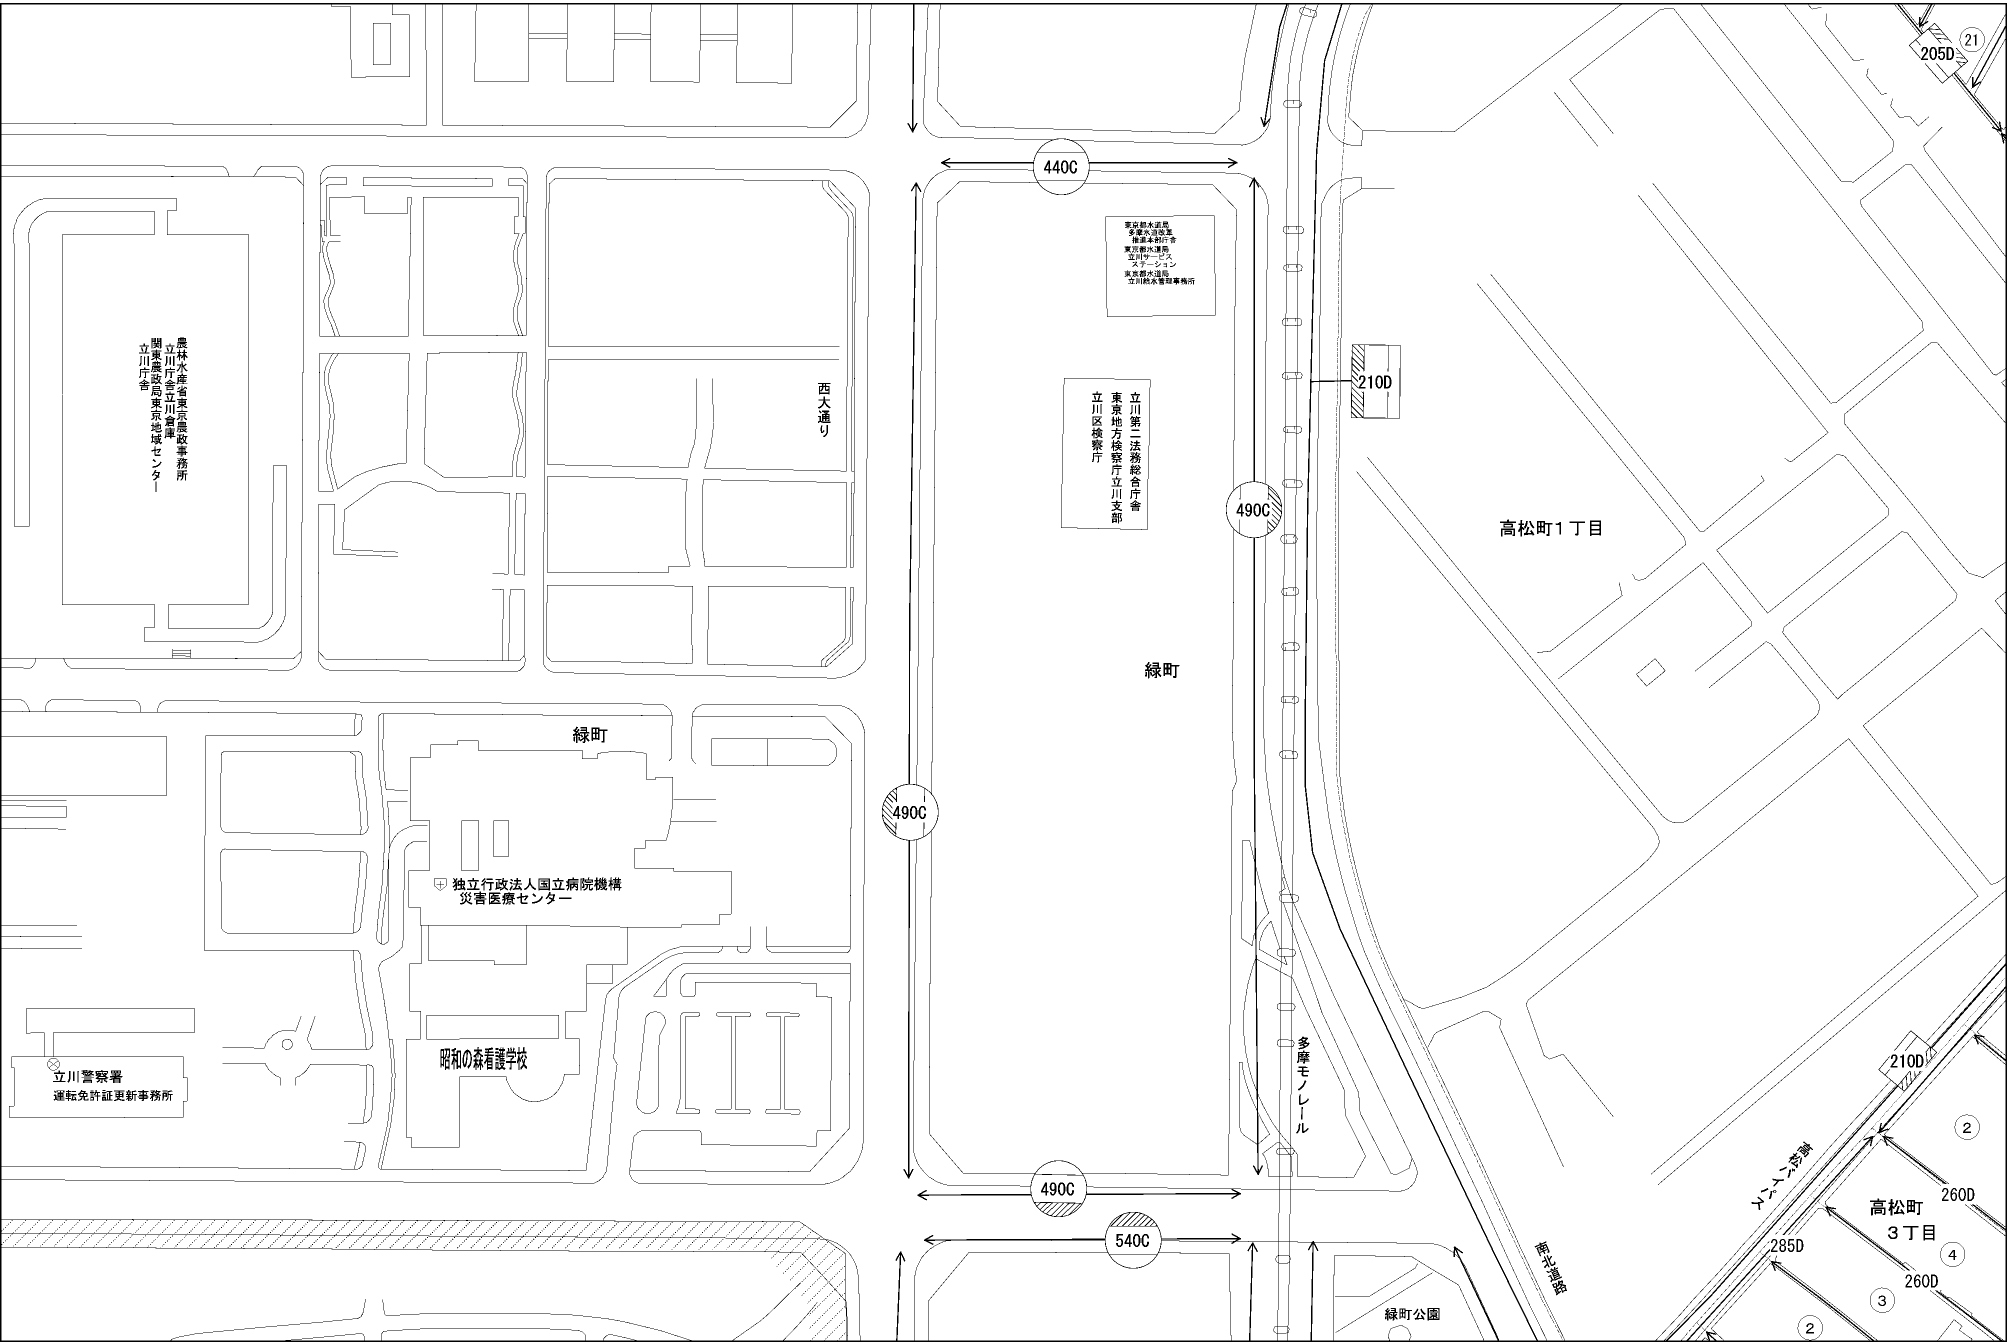 205D
21
440C
東京都水道局
多摩水道改革
推進本部庁舎
東京都水道局
立川サービス
ステーション
東京都水道局
立川給水管理事務所
農林水産省東京農政事務所
立川庁舎立川倉庫
関東農政局東京地域センター
立川庁舎
西大通り
210D
立川第二法務総合庁舎
東京地方検察庁立川支部
立川区検察庁
490C
高松町1丁目
緑町
緑町
490C
独立行政法人国立病院機構
災害医療センター
昭和の森看護学校
立川警察署
運転免許証更新事務所
多摩モノレール
210D
2
高松バイパス
490C
260D
高松町
3丁目
540C
285D
4
南北道路
260D
3
緑町公園
2